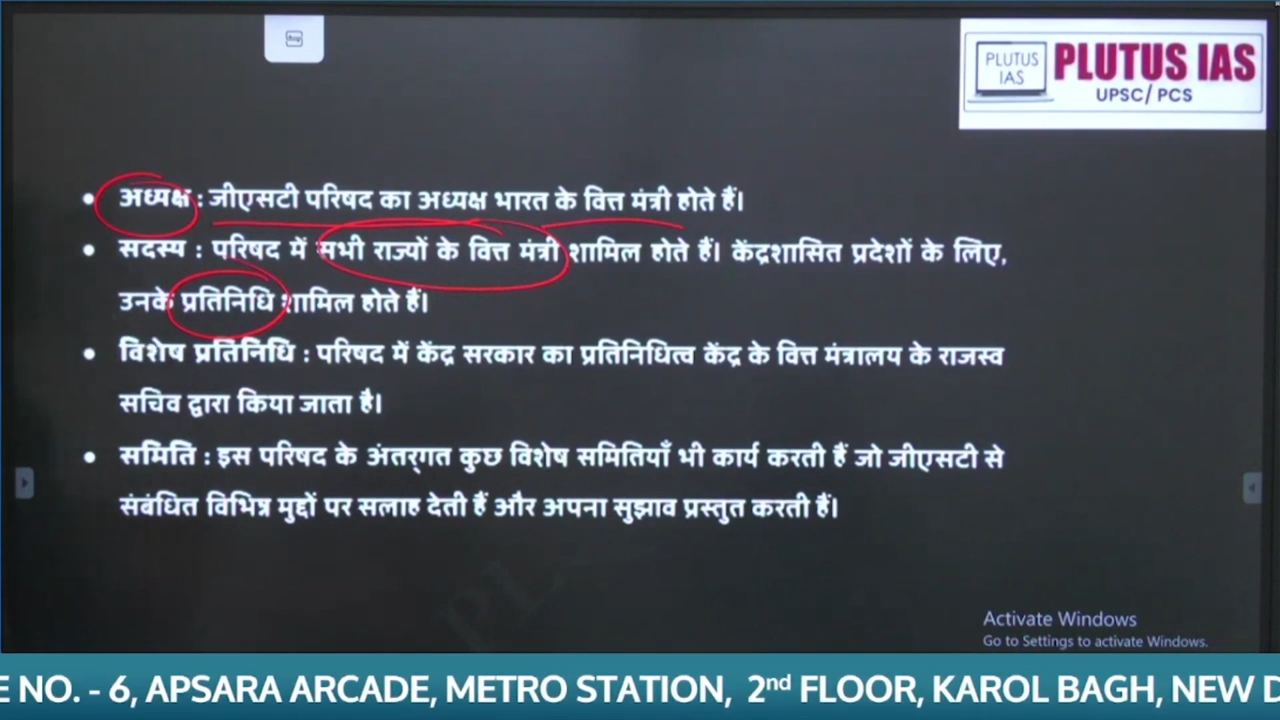 PLUTUS IAS
PLUTUS IAS
UPSC/ PCS
• अध्यक्ष : जीएसटी परिषद का अध्यक्ष भारत के वित्त मंत्री होते हैं।
• सदस्य : परिषद में सभी राज्यों के वित्त मंत्री शामिल होते हैं। केंद्रशासित प्रदेशों के लिए,
उनके प्रतिनिधि शामिल होते हैं।
• विशेष प्रतिनिधि : परिषद में केंद्र सरकार का प्रतिनिधित्व केंद्र के वित्त मंत्रालय के राजस्व
सचिव द्वारा किया जाता है।
• समिति : इस परिषद के अंतर्गत कुछ विशेष समितियाँ भी कार्य करती हैं जो जीएसटी से
संबंधित विभिन्न मुद्दों पर सलाह देती हैं और अपना सुझाव प्रस्तुत करती हैं।
Activate Windows
Go to Settings to activate Windows.
E NO. - 6, APSARA ARCADE, METRO STATION, 2nd FLOOR, KAROL BAGH, NEW D